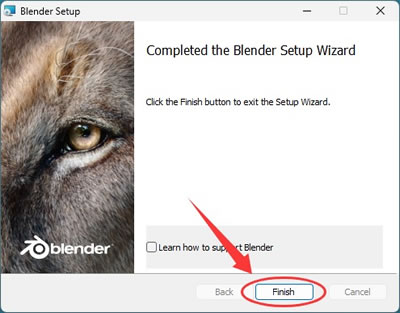 Blender Setup
Completed the Blender Setup Wizard
Click the Finish button to exit the Setup Wizard.
blender
Learn how to support Blender
Back Finish Cancel